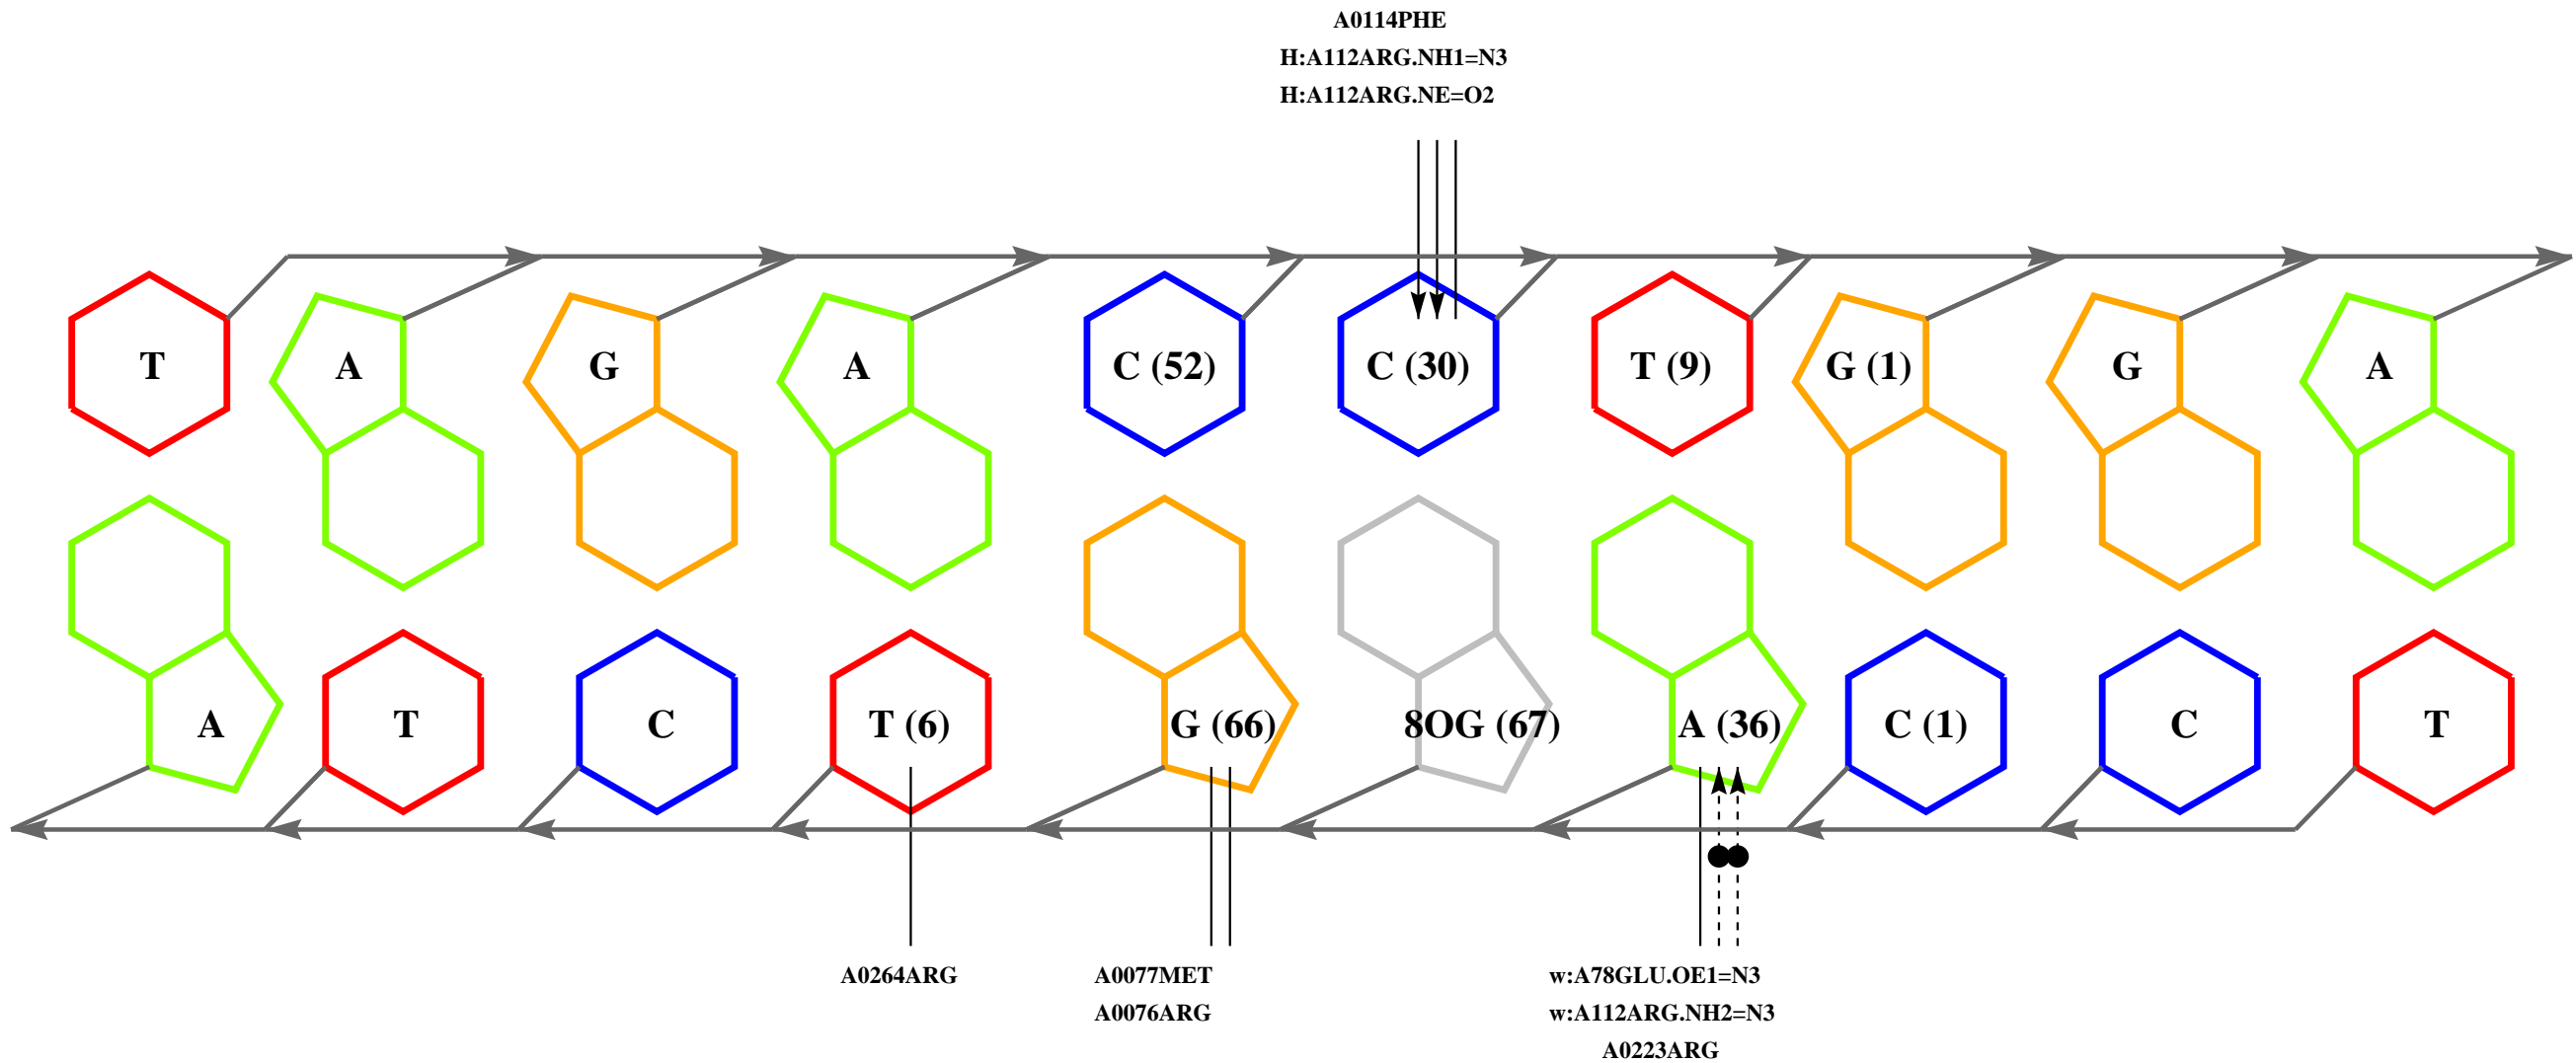 A0114PHE
H:A112ARG.NH1=N3
H:A112ARG.NE=O2
T A G A C (52) C (30) T (9) G (1) G A
A T C T (6) G (66) 8OG (67) A (36) C (1) C T
A0264ARG A0077MET w:A78GLU.OE1=N3
A0076ARG w:A112ARG.NH2=N3
A0223ARG